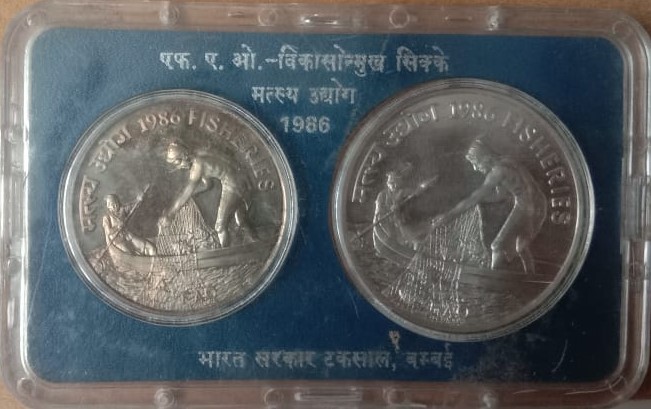 एफ. ए. ओ.-विकासोन्मुख सिक्के
मत्स्य उद्योग
1986
मत्स्य उद्योग 1986 FISHERIES
मत्स्य उद्योग 1986 FISHERIES
भारत सरकार टकसाल, बम्बई